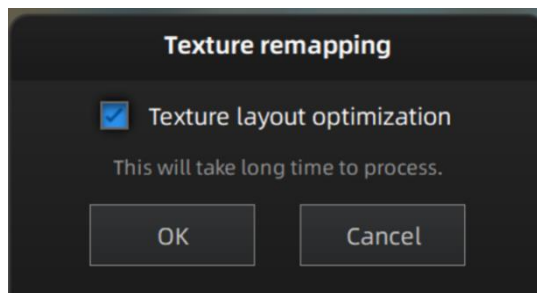 Texture remapping
Texture layout optimization
This will take long time to process.
OK
Cancel